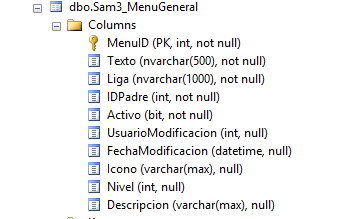 dbo.Sam3_MenuGeneral
Columns
MenuID (PK, int, not null)
Texto (nvarchar(500), not null)
Liga (nvarchar(1000), not null)
IDPadre (int, not null)
Activo (bit, not null)
UsuarioModificacion (int, null)
FechaModificacion (datetime, null)
Icono (varchar(max), null)
Nivel (int, null)
Descripcion (varchar(max), null)